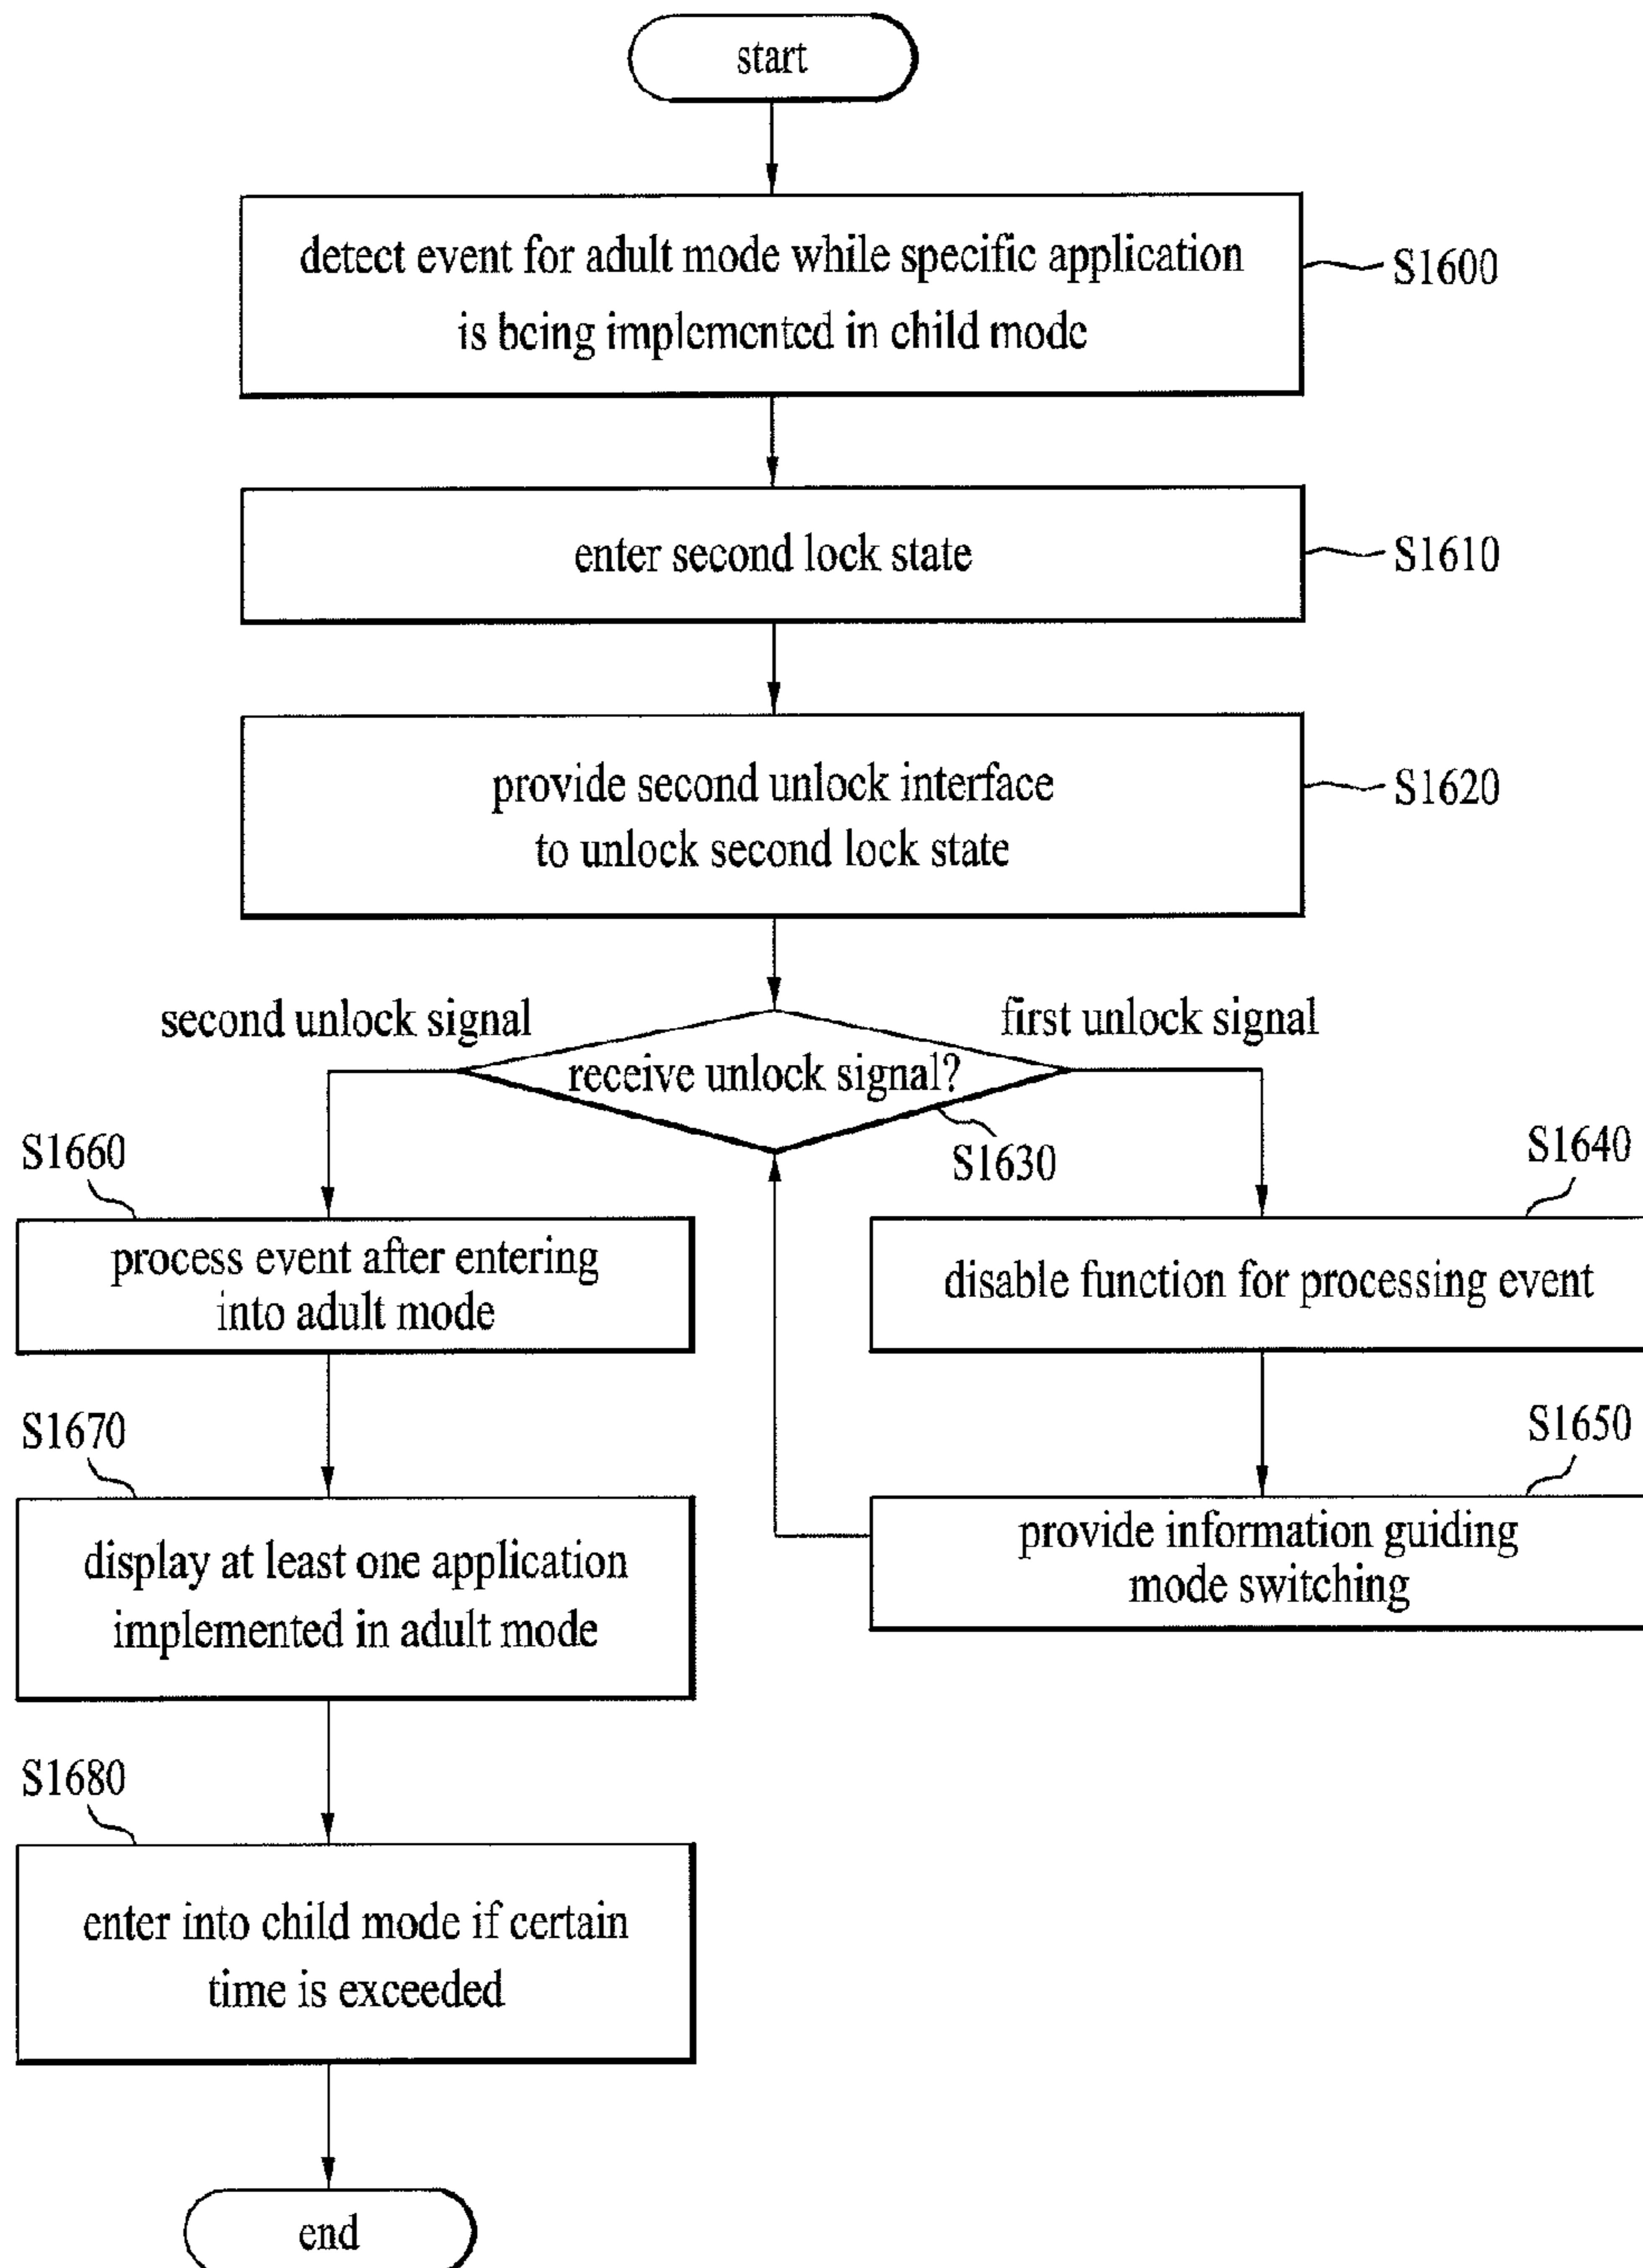 start
detect event for adult mode while specific application
is being implemented in child mode
S1600
enter second lock state
S1610
provide second unlock interface
to unlock second lock state
S1620
second unlock signal
first unlock signal
receive unlock signal?
S1630
S1660
process event after entering
into adult mode
S1640
disable function for processing event
S1670
display at least one application
implemented in adult mode
S1650
provide information guiding
mode switching
S1680
enter into child mode if certain
time is exceeded
end